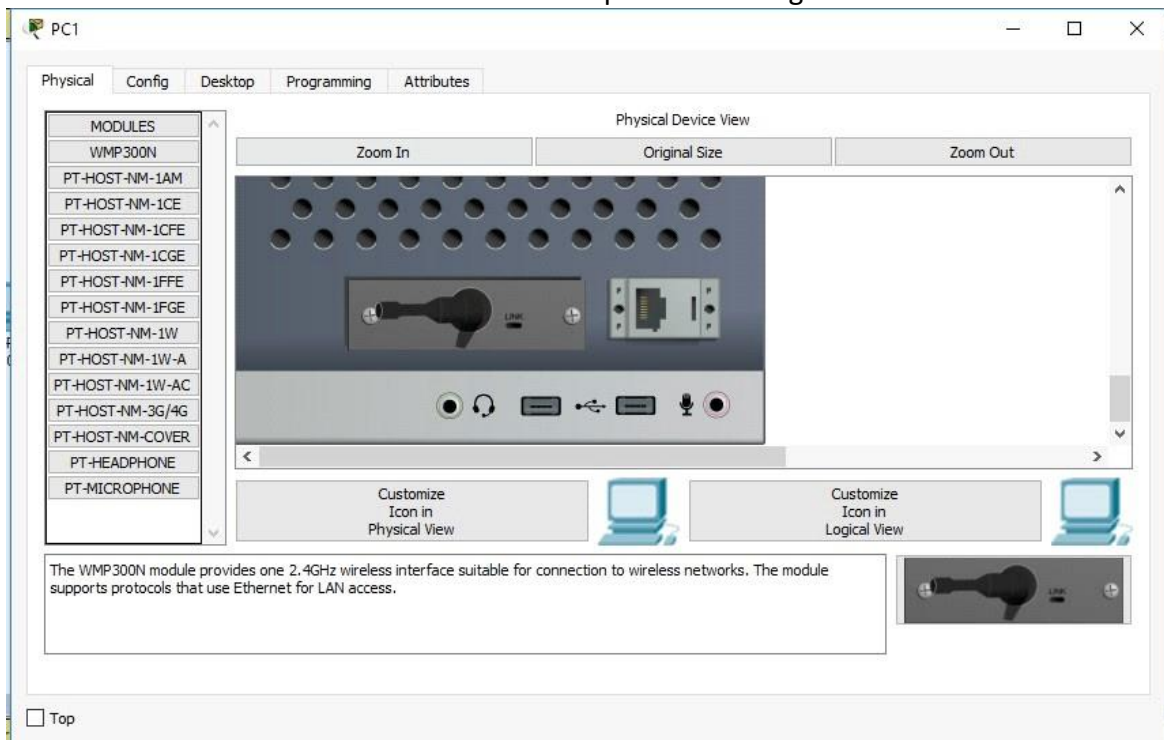 PC1
Physical Config Desktop Programming Attributes
MODULES
WMP300N
PT-HOST-NM-1AM
PT-HOST-NM-1CE
PT-HOST-NM-1CFE
PT-HOST-NM-1CGE
PT-HOST-NM-1FFE
PT-HOST-NM-1FGE
PT-HOST-NM-1W
PT-HOST-NM-1W-A
PT-HOST-NM-1W-AC
PT-HOST-NM-3G/4G
PT-HOST-NM-COVER
PT-HEADPHONE
PT-MICROPHONE
Physical Device View
Zoom In Original Size Zoom Out
LINK
Customize
Icon in
Physical View
Customize
Icon in
Logical View
The WMP300N module provides one 2.4GHz wireless interface suitable for connection to wireless networks. The module
supports protocols that use Ethernet for LAN access.
LINK
Top